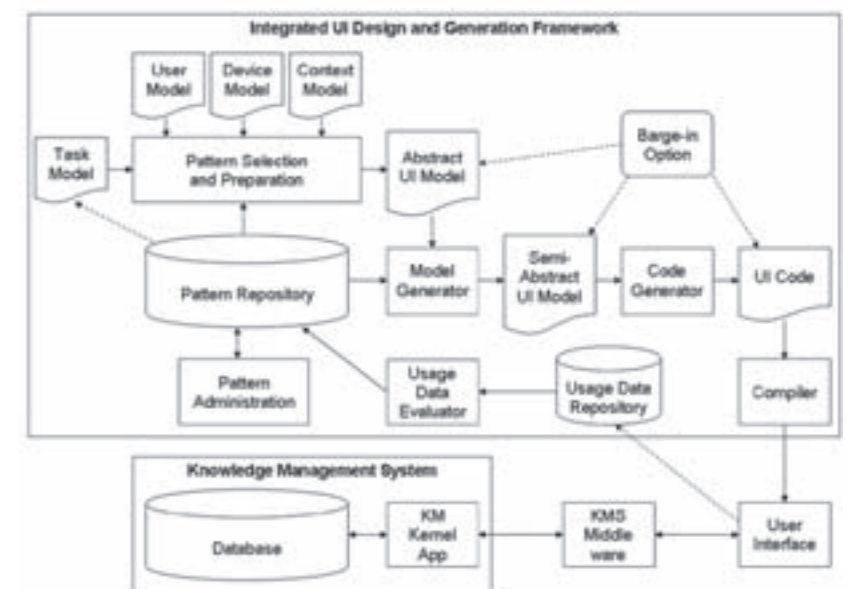 Integrated UI Design and Generation Framework
User
Model
Device
Model
Context
Model
Task
Model
Pattern Selection
and Preparation
Abstract
UI Model
Barge-in
Option
Pattern Repository
Model
Generator
Semi-
Abstract
UI Model
Code
Generator
UI Code
Pattern
Administration
Usage
Data
Evaluator
Usage Data
Repository
Compiler
Knowledge Management System
Database
KM
Kernel
App
KMS
Middle
ware
User
Interface